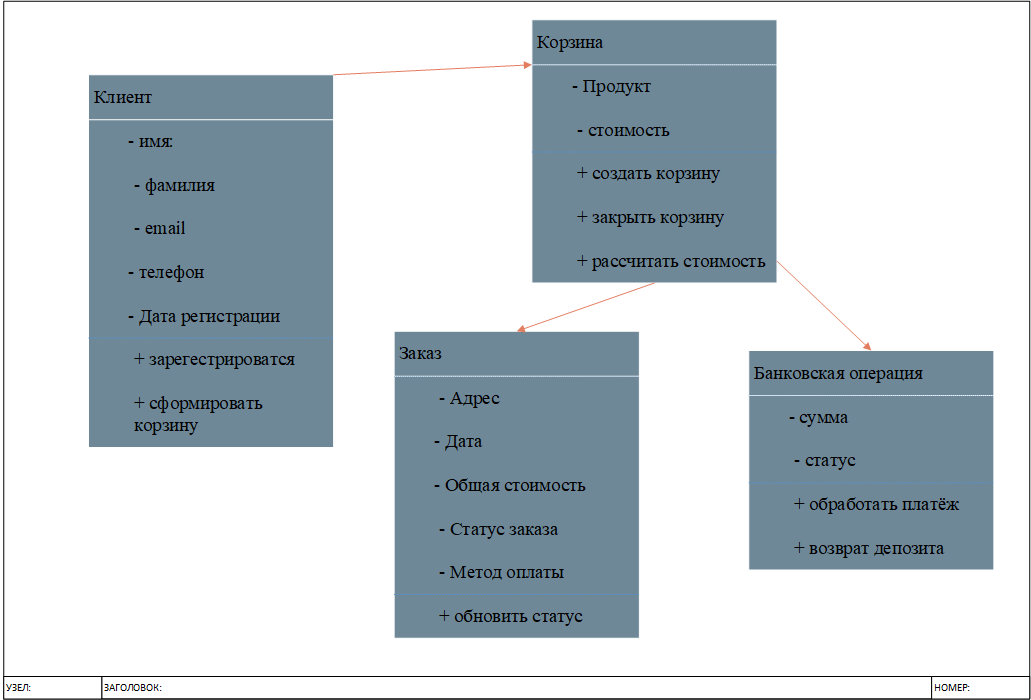 Корзина
- Продукт
- стоимость
+ создать корзину
+ закрыть корзину
+ рассчитать стоимость
Клиент
- имя:
- фамилия
- email
- телефон
- Дата регистрации
+ зарегестрироватся
+ сформировать
корзину
Заказ
- Адрес
- Дата
- Общая стоимость
- Статус заказа
- Метод оплаты
+ обновить статус
Банковская операция
- сумма
- статус
+ обработать платёж
+ возврат депозита
УЗЕЛ:
ЗАГОЛОВОК:
НОМЕР: